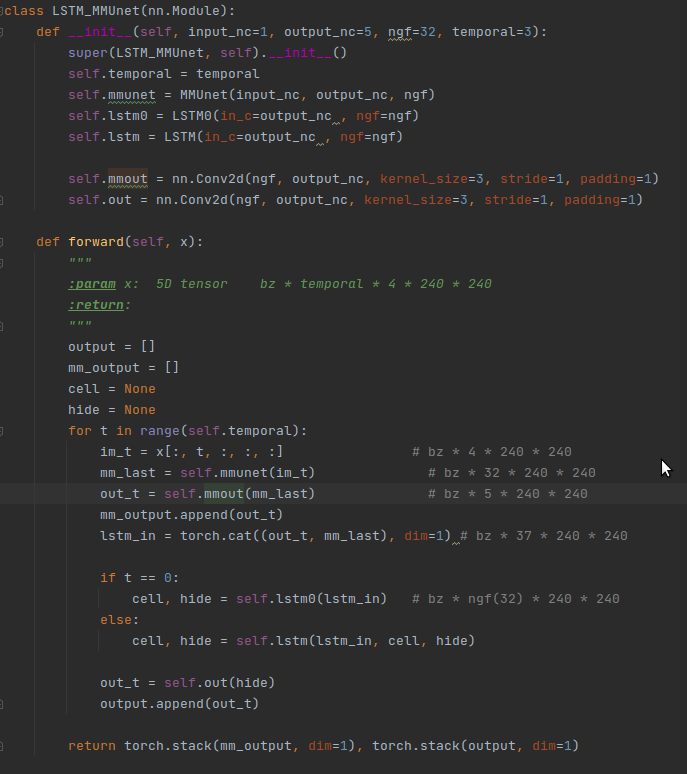 class LSTM_MMUnet(nn.Module):
    def __init__(self, input_nc=1, output_nc=5, ngf=32, temporal=3):
        super(LSTM_MMUnet, self).__init__()
        self.temporal = temporal
        self.mmunet = MMUnet(input_nc, output_nc, ngf)
        self.lstm0 = LSTM0(in_c=output_nc , ngf=ngf)
        self.lstm = LSTM(in_c=output_nc , ngf=ngf)

        self.mmout = nn.Conv2d(ngf, output_nc, kernel_size=3, stride=1, padding=1)
        self.out = nn.Conv2d(ngf, output_nc, kernel_size=3, stride=1, padding=1)

    def forward(self, x):
        """
        :param x:  5D tensor    bz * temporal * 4 * 240 * 240
        :return:
        """
        output = []
        mm_output = []
        cell = None
        hide = None
        for t in range(self.temporal):
            im_t = x[:, t, :, :, :]                # bz * 4 * 240 * 240
            mm_last = self.mmunet(im_t)              # bz * 32 * 240 * 240
            out_t = self.mmout(mm_last)              # bz * 5 * 240 * 240
            mm_output.append(out_t)
            lstm_in = torch.cat((out_t, mm_last), dim=1) # bz * 37 * 240 * 240

            if t == 0:
                cell, hide = self.lstm0(lstm_in)   # bz * ngf(32) * 240 * 240
            else:
                cell, hide = self.lstm(lstm_in, cell, hide)

            out_t = self.out(hide)
            output.append(out_t)

        return torch.stack(mm_output, dim=1), torch.stack(output, dim=1)